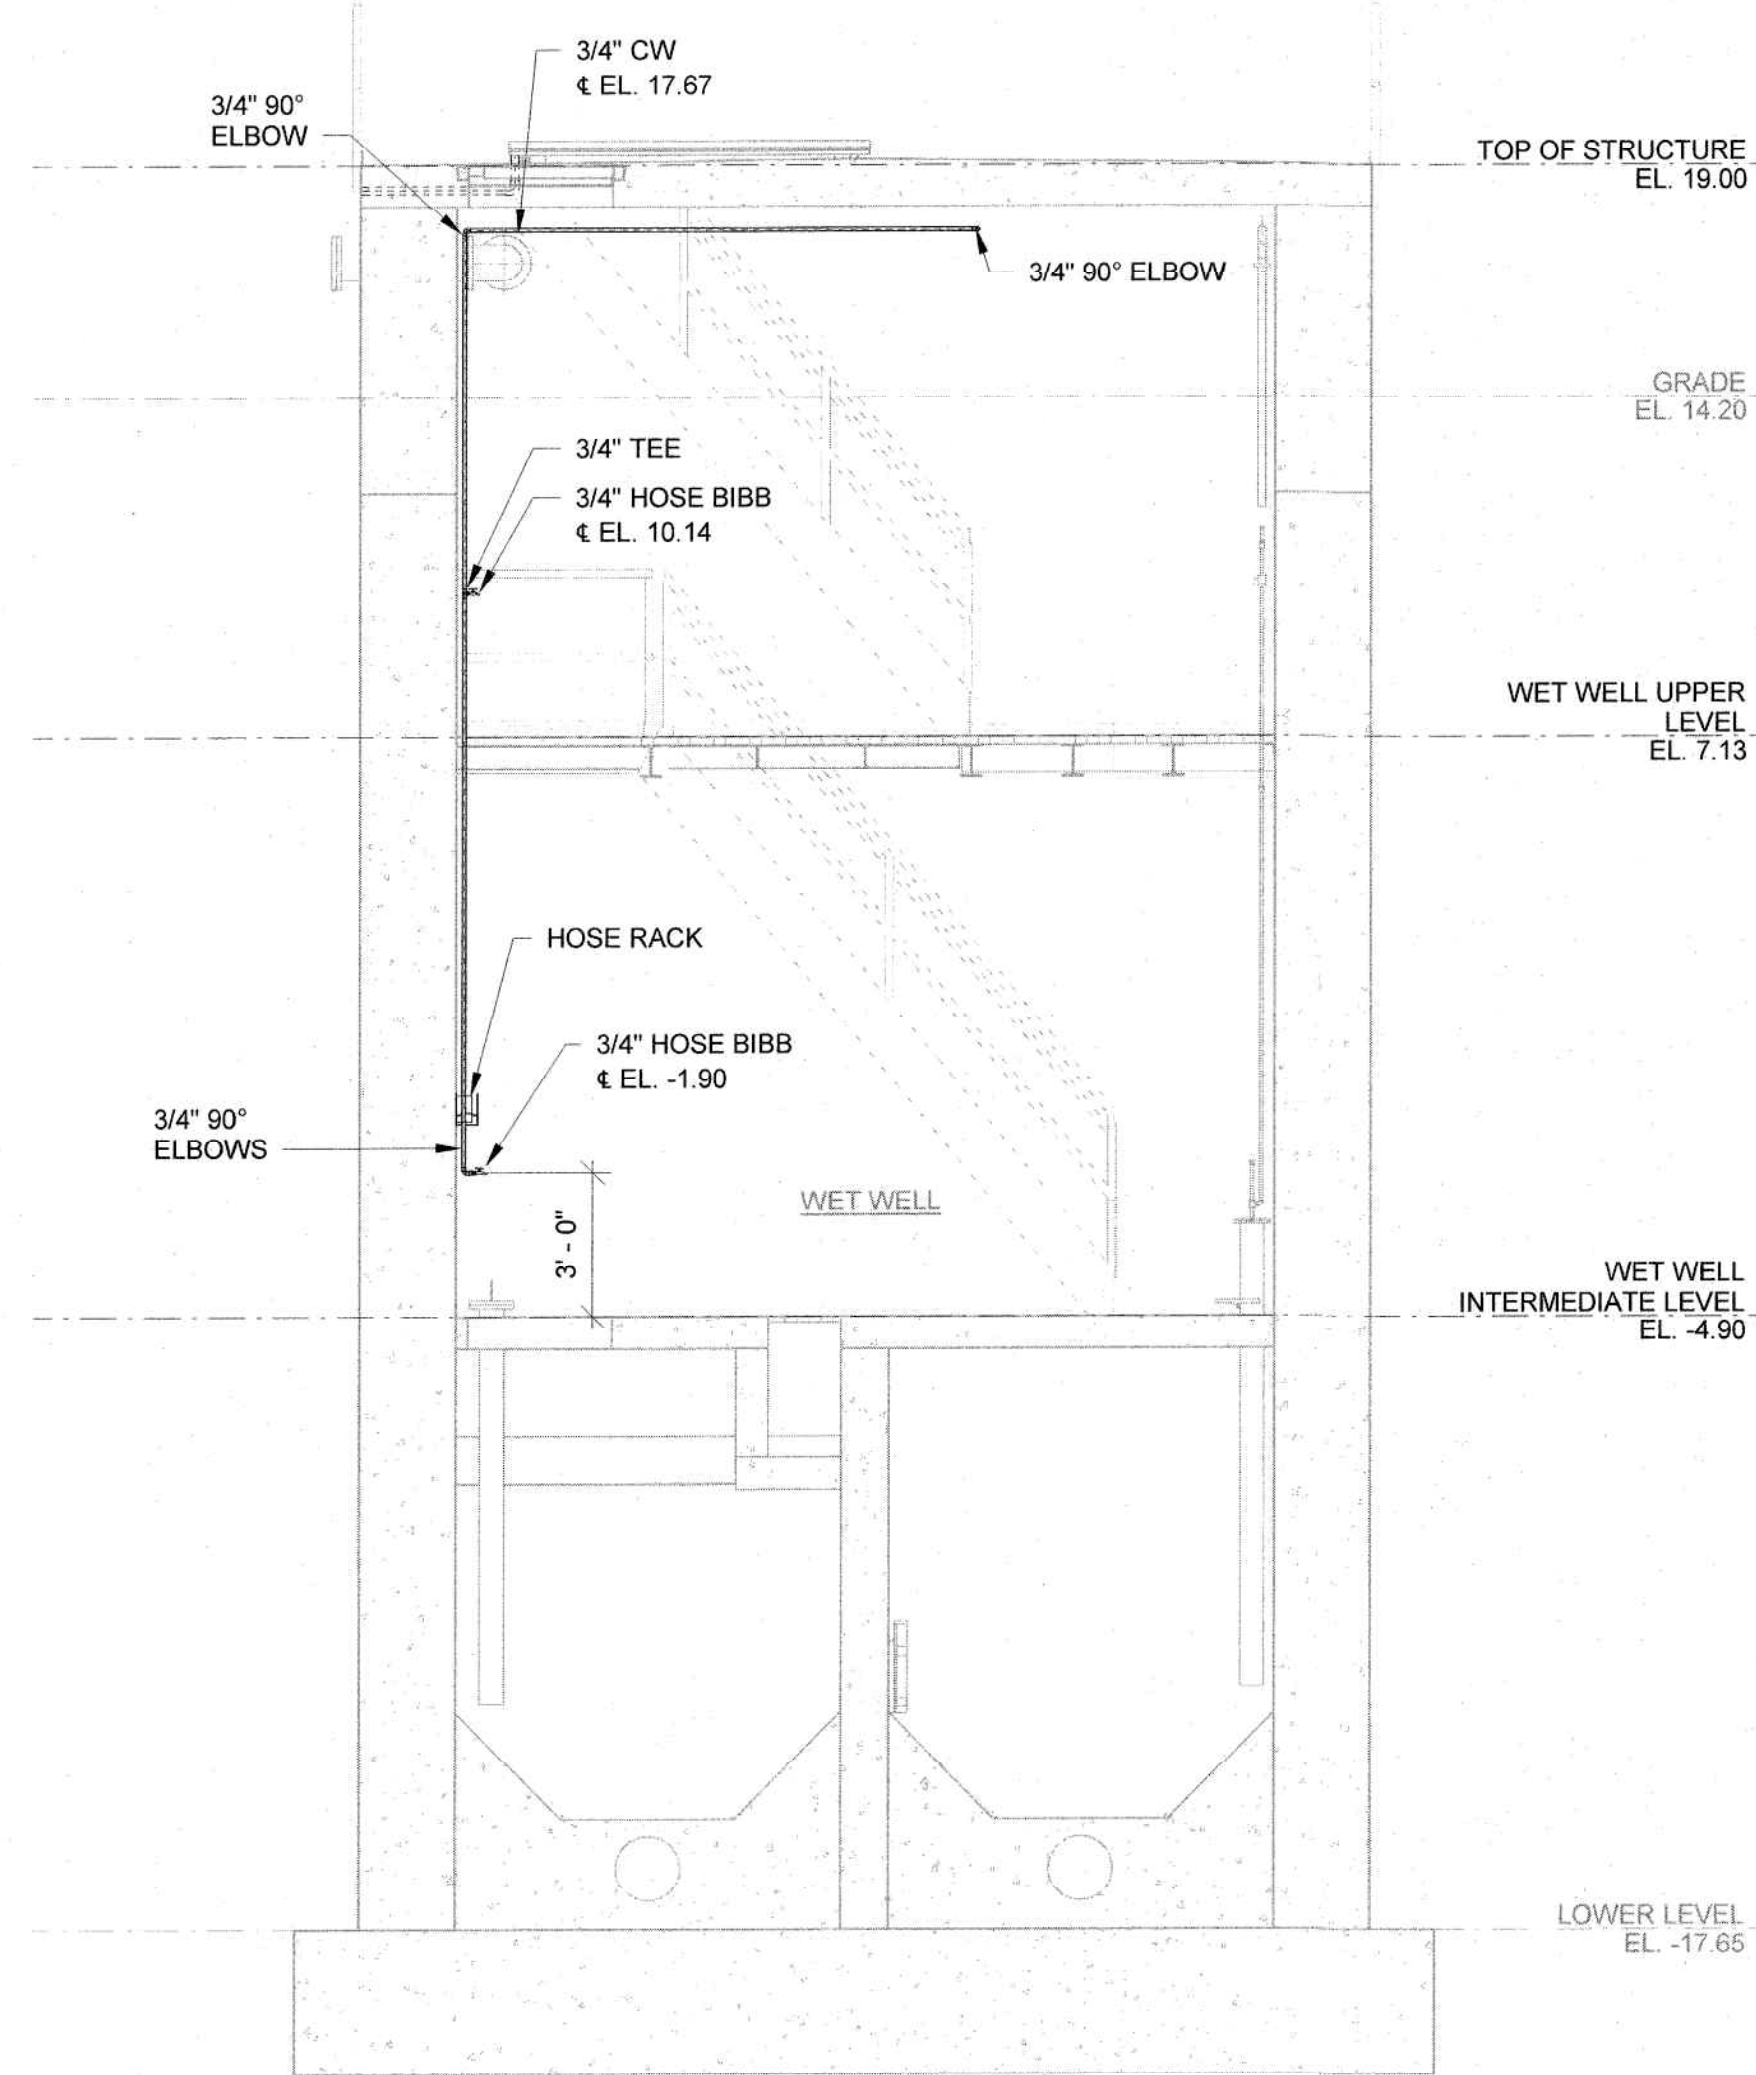 3/4" CW
℄ EL. 17.67
3/4" 90°
ELBOW
TOP OF STRUCTURE
EL. 19.00
3/4" 90° ELBOW
GRADE
EL. 14.20
3/4" TEE
3/4" HOSE BIBB
℄ EL. 10.14
WET WELL UPPER
LEVEL
EL. 7.13
HOSE RACK
3/4" HOSE BIBB
℄ EL. -1.90
3/4" 90°
ELBOWS
WET WELL
3' - 0"
WET WELL
INTERMEDIATE LEVEL
EL. -4.90
LOWER LEVEL
EL. -17.65